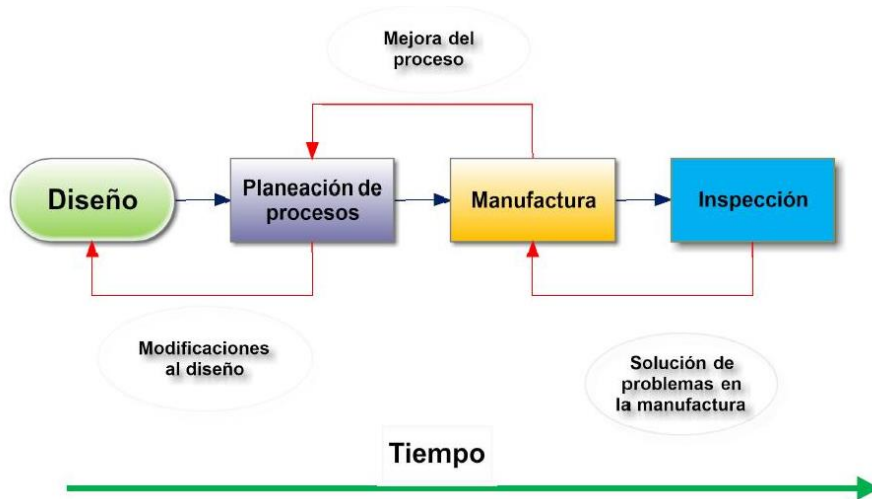 Mejora del
proceso
Diseño
Planeación de
procesos
Manufactura
Inspección
Modificaciones
al diseño
Solución de
problemas en
la manufactura
Tiempo